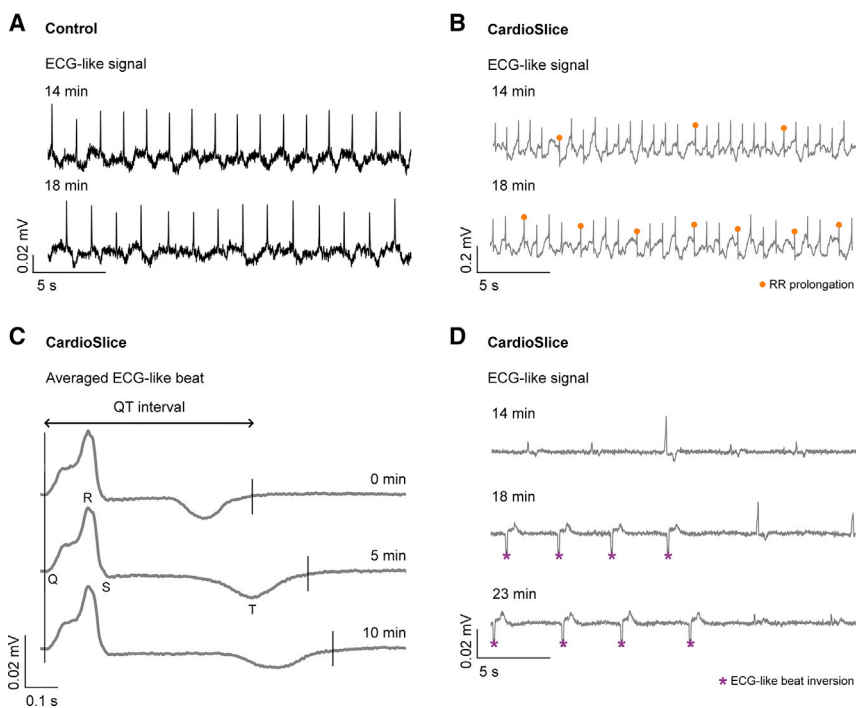 A Control
ECG-like signal
14 min
18 min
0.02 mV
5 s
B CardioSlice
ECG-like signal
14 min
18 min
0.2 mV
5 s
RR prolongation
C CardioSlice
Averaged ECG-like beat
QT interval
0 min
R
5 min
Q
S
T
10 min
0.02 mV
0.1 s
D CardioSlice
ECG-like signal
14 min
18 min
* * * *
23 min
* * * *
0.02 mV
5 s
* ECG-like beat inversion